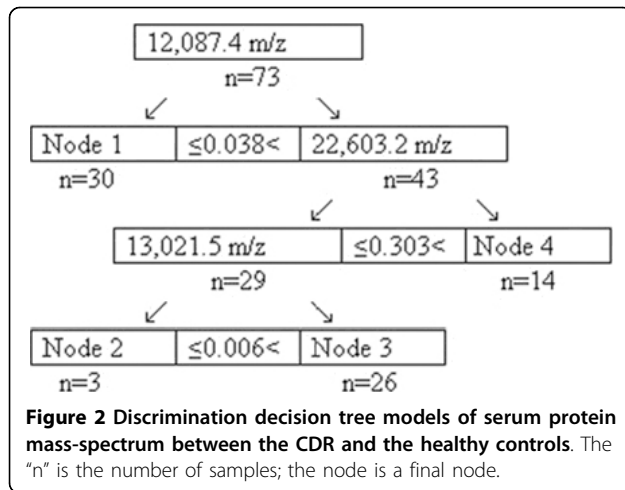 12,087.4 m/z
n=73
Node 1 ≤0.038< 22,603.2 m/z
n=30 n=43
13,021.5 m/z ≤0.303< Node 4
n=29 n=14
Node 2 ≤0.006< Node 3
n=3 n=26
Figure 2 Discrimination decision tree models of serum protein
mass-spectrum between the CDR and the healthy controls. The
"n" is the number of samples; the node is a final node.